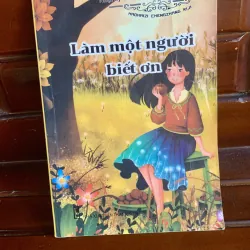 Làm một người
biết ơn